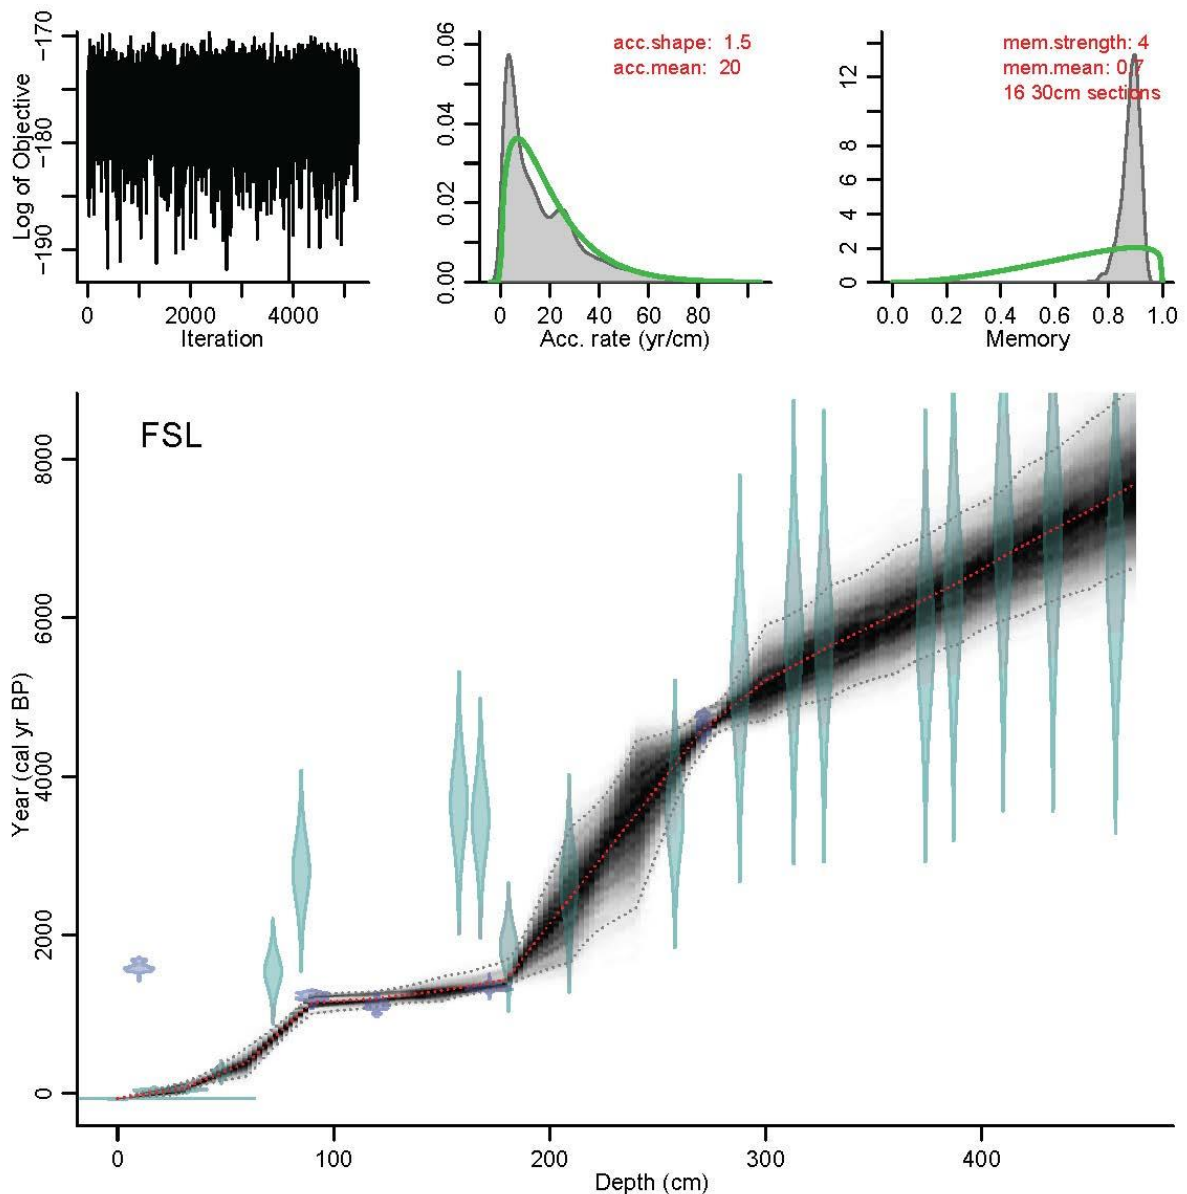 −170
−180
−190
Log of Objective
0
2000
4000
Iteration
acc.shape: 1.5
acc.mean: 20
0.06
0.04
0.02
0.00
0 20 40 60 80
Acc. rate (yr/cm)
mem.strength: 4
mem.mean: 0.7
16 30cm sections
12
8
6
4
2
0
0.0 0.2 0.4 0.6 0.8 1.0
Memory
FSL
8000
6000
4000
2000
0
Year (cal yr BP)
0 100 200 300 400
Depth (cm)